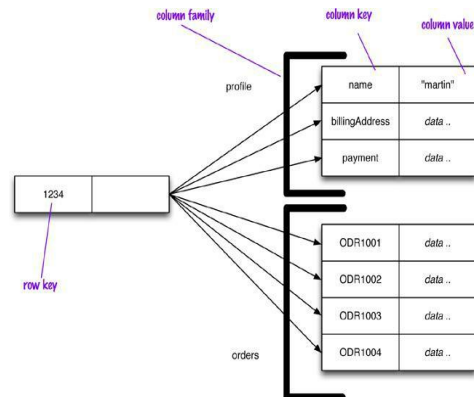 column family
column key
column value
profile
name
"martin"
billingAddress
data ..
payment
data ..
1234
row key
ODR1001
data ..
ODR1002
data ..
ODR1003
data ..
ODR1004
data ..
orders